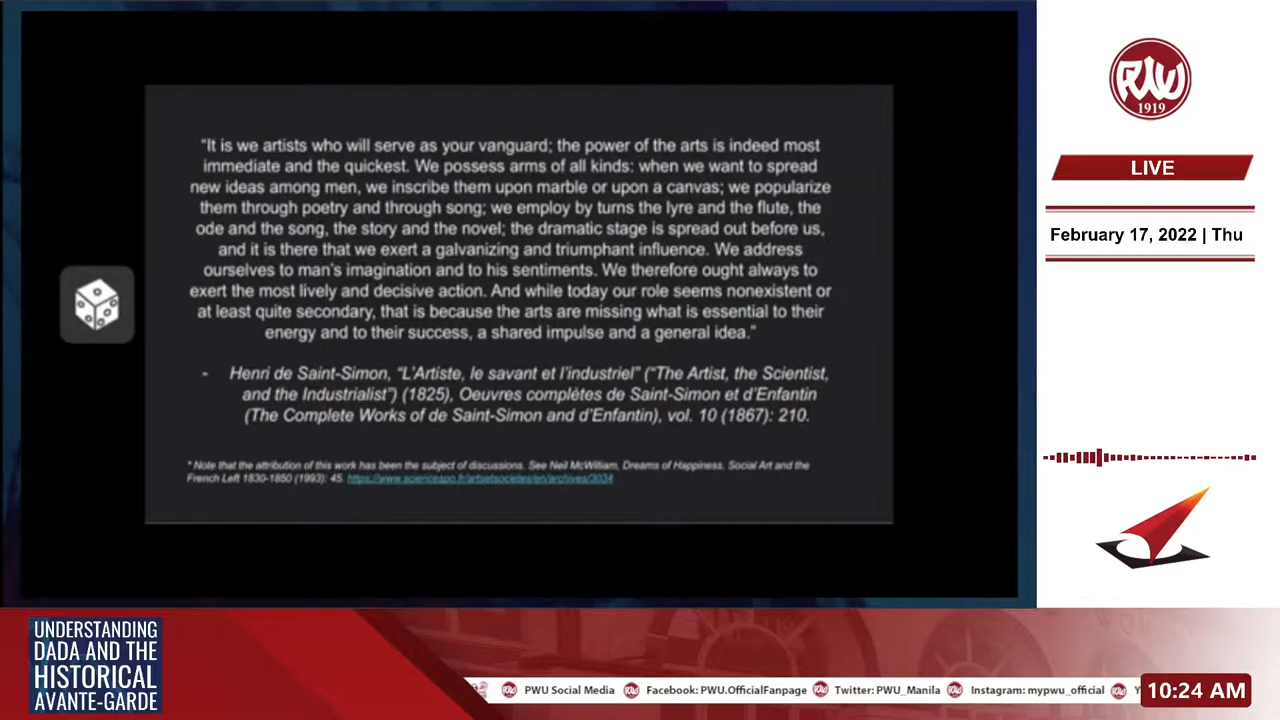 "It is we artists who will serve as your vanguard; the power of the arts is indeed most
immediate and the quickest. We possess arms of all kinds: when we want to spread
new ideas among men, we inscribe them upon marble or upon a canvas; we popularize
them through poetry and through song; we employ by turns the lyre and the flute, the
ode and the song, the story and the novel; the dramatic stage is spread out before us,
and it is there that we exert a galvanizing and triumphant influence. We address
ourselves to man's imagination and to his sentiments. We therefore ought always to
exert the most lively and decisive action. And while today our role seems nonexistent or
at least quite secondary, that is because the arts are missing what is essential to their
energy and to their success, a shared impulse and a general idea."
- Henri de Saint-Simon, "L'Artiste, le savant et l'industriel" ("The Artist, the Scientist,
and the Industrialist") (1825), Oeuvres complètes de Saint-Simon et d'Enfantin
(The Complete Works of de Saint-Simon and d'Enfantin), vol. 10 (1867): 210.
* Note that the attribution of this work has been the subject of discussions. See Neil McWilliam, Dreams of Happiness. Social Art and the
French Left 1830-1850 (1993): 45. https://www.sciencespo.fr/artsetsocietes/en/archives/2034
PWU
1919
LIVE
February 17, 2022 | Thu
UNDERSTANDING
DADA AND THE
HISTORICAL
AVANTE-GARDE
PWU Social Media Facebook: PWU.OfficialFanpage Twitter: PWU_Manila Instagram: mypwu_official Y
10:24 AM